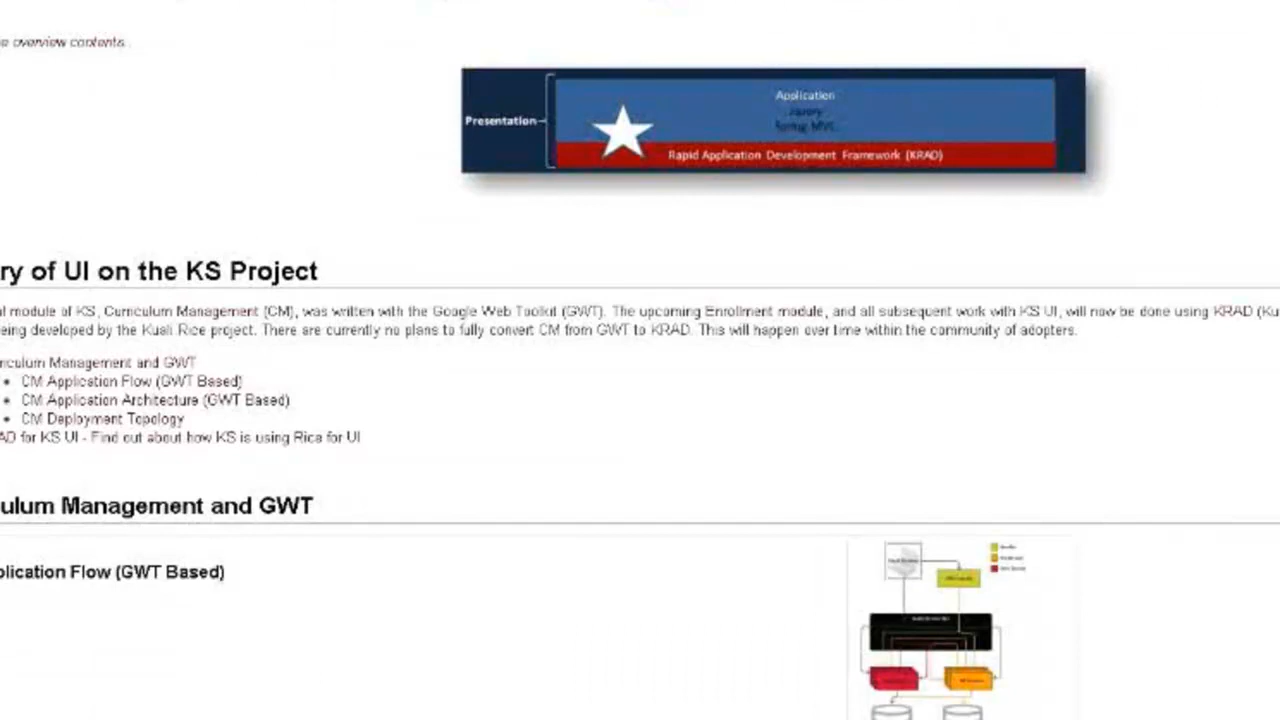 e overview contents.
Application
jQuery
Spring MVC
Presentation
Rapid Application Development Framework (KRAD)
ry of UI on the KS Project
al module of KS, Curriculum Management (CM), was written with the Google Web Toolkit (GWT). The upcoming Enrollment module, and all subsequent work with KS UI, will now be done using KRAD (Ku
eing developed by the Kuali Rice project. There are currently no plans to fully convert CM from GWT to KRAD. This will happen over time within the community of adopters.
riculum Management and GWT
• CM Application Flow (GWT Based)
• CM Application Architecture (GWT Based)
• CM Deployment Topology
AD for KS UI - Find out about how KS is using Rice for UI
culum Management and GWT
plication Flow (GWT Based)